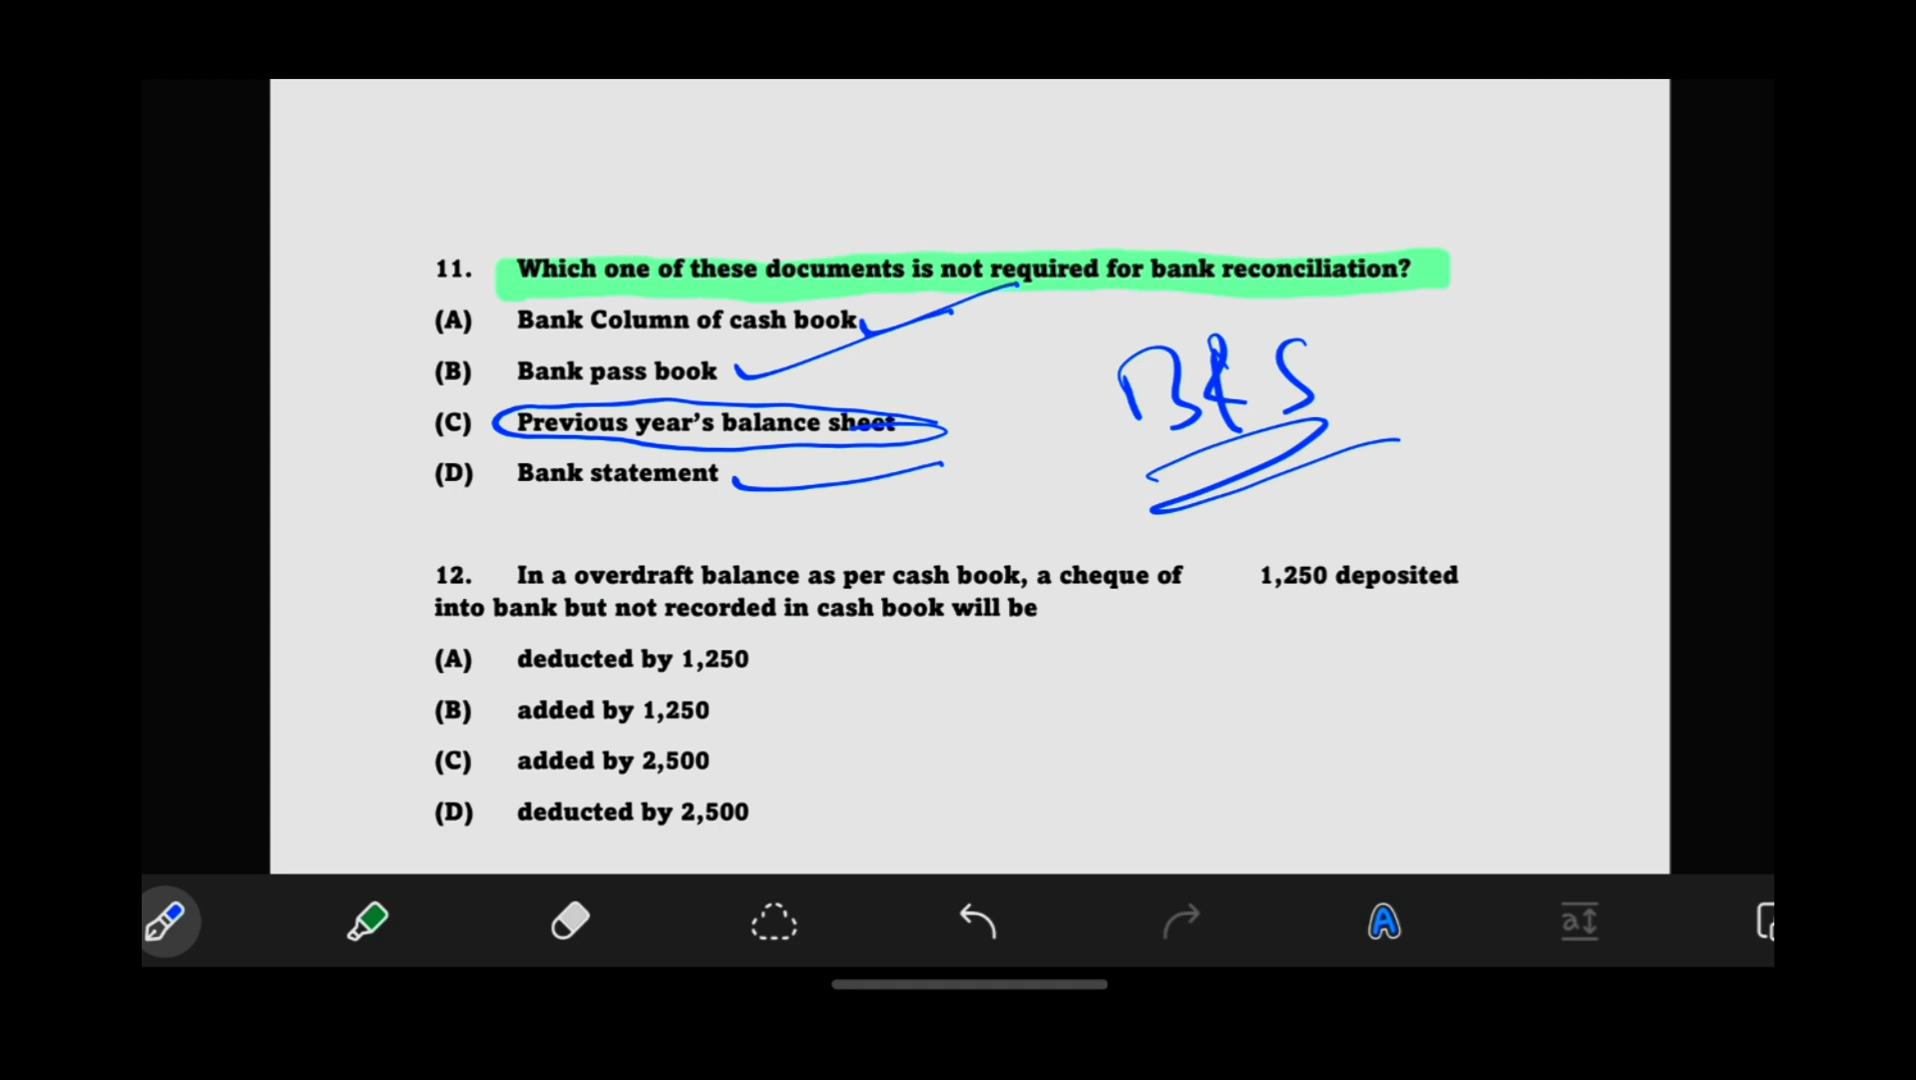 11. Which one of these documents is not required for bank reconciliation?
(A) Bank Column of cash book
(B) Bank pass book
(C) Previous year's balance sheet
(D) Bank statement
BRS
12. In a overdraft balance as per cash book, a cheque of 1,250 deposited
into bank but not recorded in cash book will be
(A) deducted by 1,250
(B) added by 1,250
(C) added by 2,500
(D) deducted by 2,500